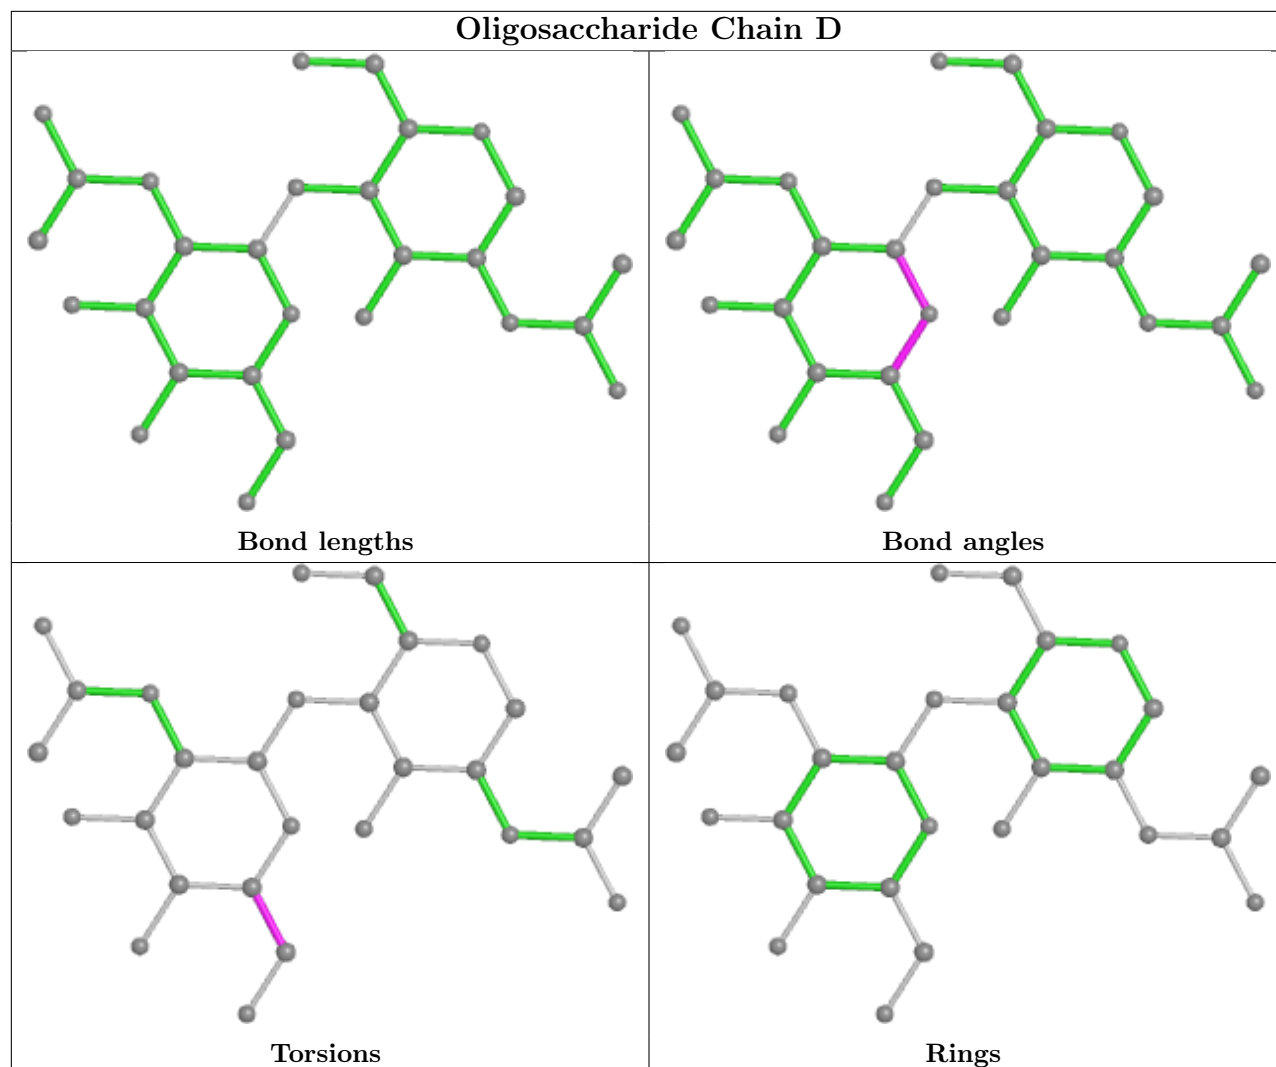 Oligosaccharide Chain D
Bond lengths
Bond angles
Torsions
Rings